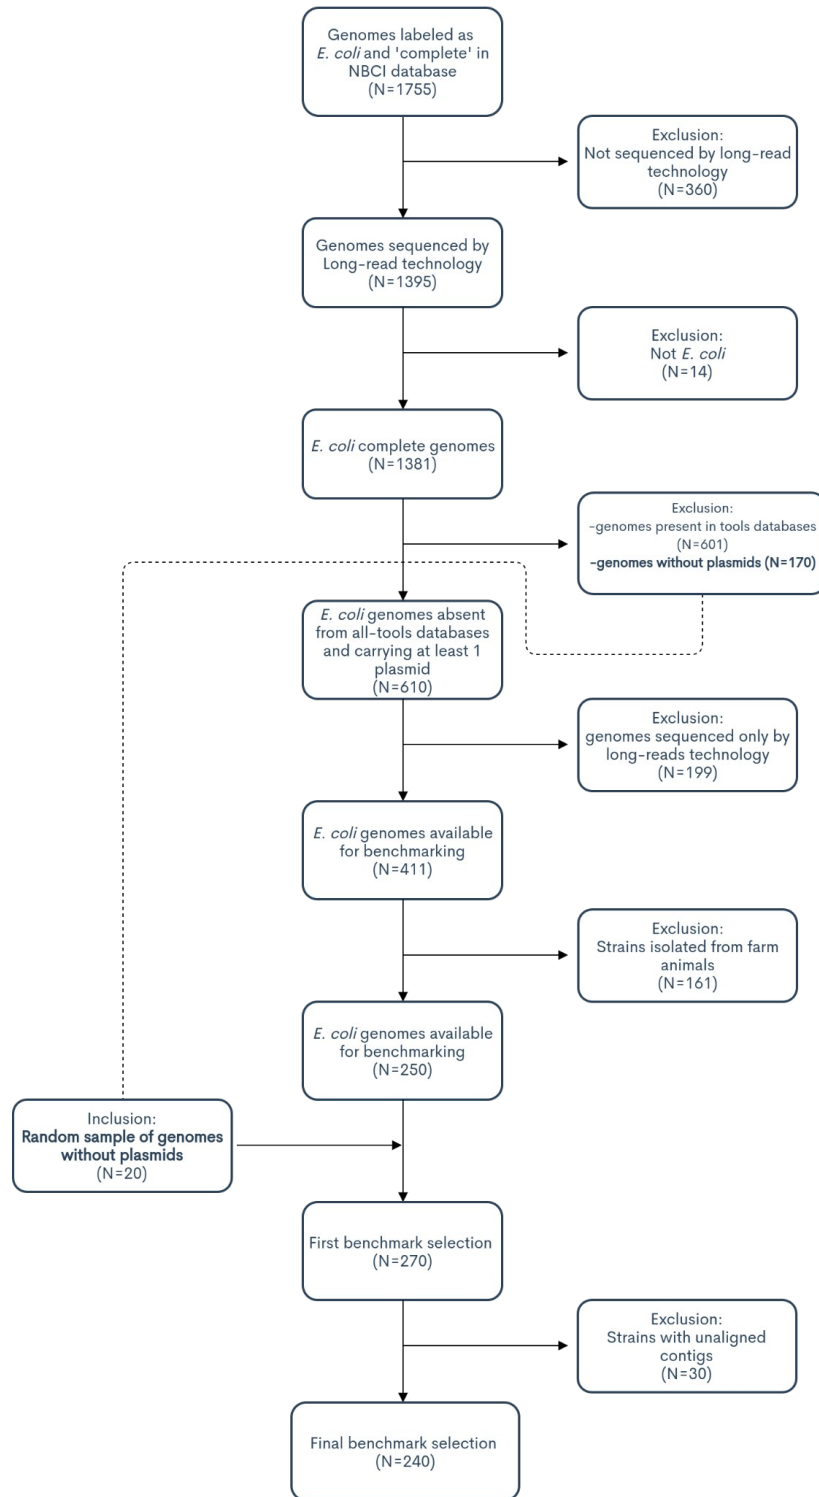 Genomes labeled as
E. coli and 'complete' in
NBCI database
(N=1755)
Exclusion:
Not sequenced by long-read
technology
(N=360)
Genomes sequenced by
Long-read technology
(N=1395)
Exclusion:
Not E. coli
(N=14)
E. coli complete genomes
(N=1381)
Exclusion:
-genomes present in tools databases
(N=601)
-genomes without plasmids (N=170)
E. coli genomes absent
from all-tools databases
and carrying at least 1
plasmid
(N=610)
Exclusion:
genomes sequenced only by
long-reads technology
(N=199)
E. coli genomes available
for benchmarking
(N=411)
Exclusion:
Strains isolated from farm
animals
(N=161)
E. coli genomes available
for benchmarking
(N=250)
Inclusion:
Random sample of genomes
without plasmids
(N=20)
First benchmark selection
(N=270)
Exclusion:
Strains with unaligned
contigs
(N=30)
Final benchmark selection
(N=240)